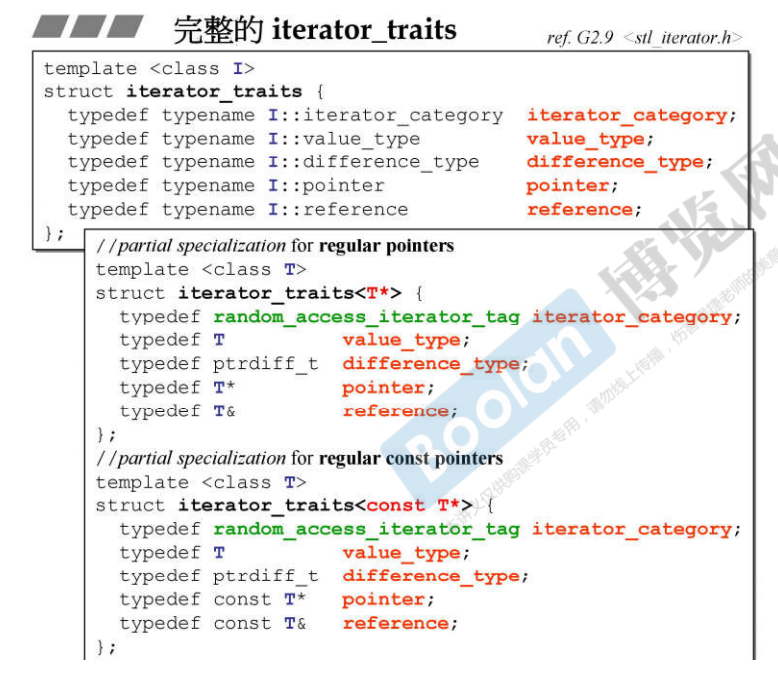 完整的 iterator_traits
ref. G2.9 <stl_iterator.h>
template <class I>
struct iterator_traits {
typedef typename I::iterator_category iterator_category;
typedef typename I::value_type value_type;
typedef typename I::difference_type difference_type;
typedef typename I::pointer pointer;
typedef typename I::reference reference;
};
//partial specialization for regular pointers
template <class T>
struct iterator_traits<T*> {
typedef random_access_iterator_tag iterator_category;
typedef T value_type;
typedef ptrdiff_t difference_type;
typedef T* pointer;
typedef T& reference;
};
//partial specialization for regular const pointers
template <class T>
struct iterator_traits<const T*> {
typedef random_access_iterator_tag iterator_category;
typedef T value_type;
typedef ptrdiff_t difference_type;
typedef const T* pointer;
typedef const T& reference;
};
Boolan 博览网